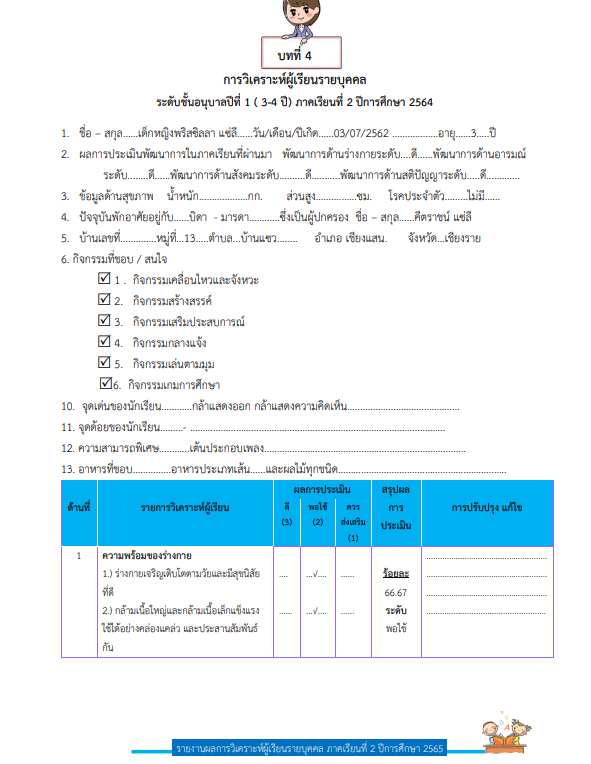 บทที่ 4
การวิเคราะห์ผู้เรียนรายบุคคล
ระดับชั้นอนุบาลปีที่ 1 ( 3-4 ปี) ภาคเรียนที่ 2 ปีการศึกษา 2564
1. ชื่อ – สกุล......เด็กหญิงพริสซิลลา แซ่ลี......วัน/เดือน/ปีเกิด......03/07/2562 ..................อายุ......3....ปี
2. ผลการประเมินพัฒนาการในภาคเรียนที่ผ่านมา พัฒนาการด้านร่างกายระดับ....ดี......พัฒนาการด้านอารมณ์
ระดับ........ดี......พัฒนาการด้านสังคมระดับ..........ดี...........พัฒนาการด้านสติปัญญาระดับ.....ดี.............
3. ข้อมูลด้านสุขภาพ น้ำหนัก...................กก. ส่วนสูง................ซม. โรคประจำตัว.........ไม่มี......
4. ปัจจุบันพักอาศัยอยู่กับ......บิดา - มารดา............ซึ่งเป็นผู้ปกครอง ชื่อ – สกุล......คีตราชน์ แซ่ลี
5. บ้านเลขที่..............หมู่ที่...13.....ตำบล...บ้านแซว........ อำเภอ เชียงแสน. จังหวัด...เชียงราย
6. กิจกรรมที่ชอบ / สนใจ
☑ 1 . กิจกรรมเคลื่อนไหวและจังหวะ
☑ 2. กิจกรรมสร้างสรรค์
☑ 3. กิจกรรมเสริมประสบการณ์
☑ 4. กิจกรรมกลางแจ้ง
☑ 5. กิจกรรมเล่นตามมุม
☑6. กิจกรรมเกมการศึกษา
10. จุดเด่นของนักเรียน............กล้าแสดงออก กล้าแสดงความคิดเห็น............................................
11. จุดด้อยของนักเรียน.........- ....................................................................................................
12. ความสามารถพิเศษ............เต้นประกอบเพลง...............................................................................
13. อาหารที่ชอบ...............อาหารประเภทเส้น......และผลไม้ทุกชนิด..................................................................
ด้านที่ รายการวิเคราะห์ผู้เรียน ผลการประเมิน สรุปผล การ ประเมิน การปรับปรุง แก้ไข
ดี (3) พอใช้ (2) ควร ส่งเสริม (1)
1 ความพร้อมของร่างกาย
1.) ร่างกายเจริญเติบโตตามวัยและมีสุขนิสัย .... ...√.... ...... ร้อยละ
ที่ดี 66.67
2.) กล้ามเนื้อใหญ่และกล้ามเนื้อเล็กแข็งแรง ...... ...√.... ...... ระดับ
ใช้ได้อย่างคล่องแคล่ว และประสานสัมพันธ์ พอใช้
กัน
รายงานผลการวิเคราะห์ผู้เรียนรายบุคคล ภาคเรียนที่ 2 ปีการศึกษา 2565